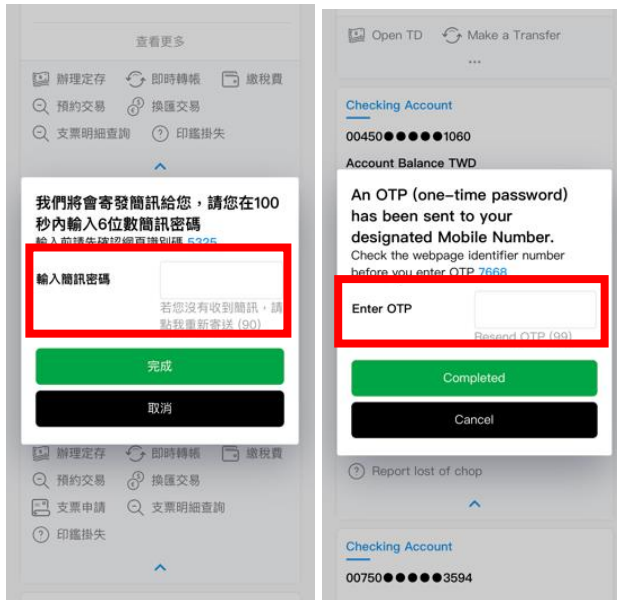 查看更多
辦理定存 即時轉帳 繳稅費
預約交易 換匯交易
支票明細查詢 印鑑掛失
我們將會寄發簡訊給您，請您在100
秒內輸入6位數簡訊密碼
輸入前請先確認網頁識別碼 5325
輸入簡訊密碼
若您沒有收到簡訊，請
點我重新寄送 (90)
完成
取消
辦理定存 即時轉帳 繳稅費
預約交易 換匯交易
支票申請 支票明細查詢
印鑑掛失
Open TD Make a Transfer
...
Checking Account
00450●●●●●1060
Account Balance TWD
An OTP (one-time password)
has been sent to your
designated Mobile Number.
Check the webpage identifier number
before you enter OTP 7668
Enter OTP
Resend OTP (99)
Completed
Cancel
Report lost of chop
Checking Account
00750●●●●●3594